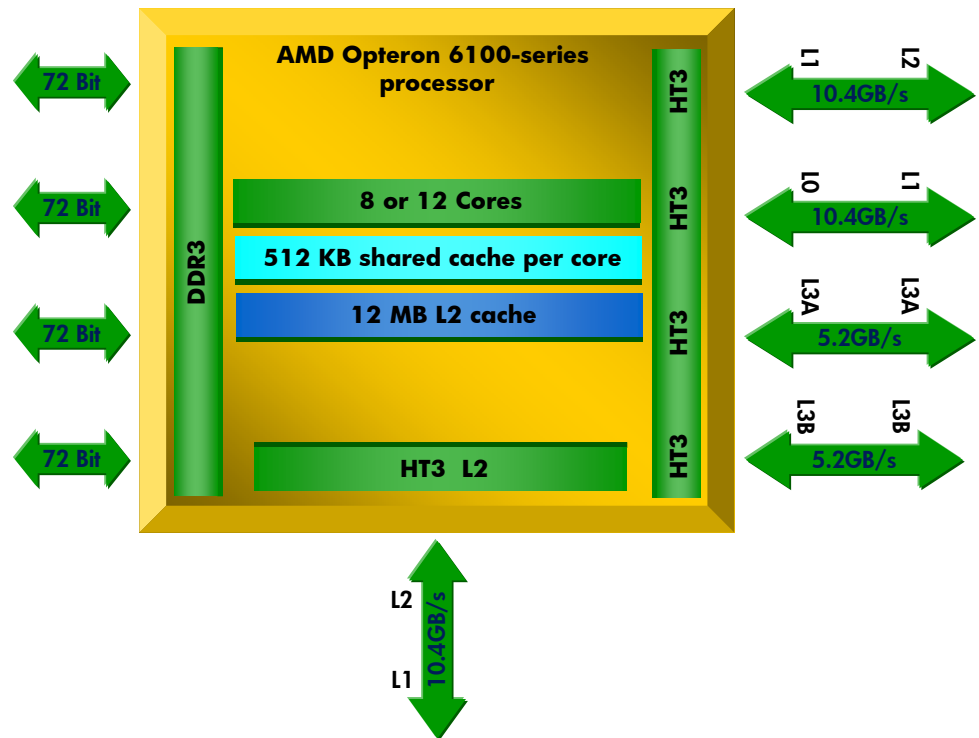 AMD Opteron 6100-series
processor
72 Bit
72 Bit
72 Bit
72 Bit
DDR3
8 or 12 Cores
512 KB shared cache per core
12 MB L2 cache
HT3 L2
HT3
HT3
HT3
HT3
L1 L2
10.4GB/s
L0 L1
10.4GB/s
L3A L3A
5.2GB/s
L3B L3B
5.2GB/s
L2
10.4GB/s
L1